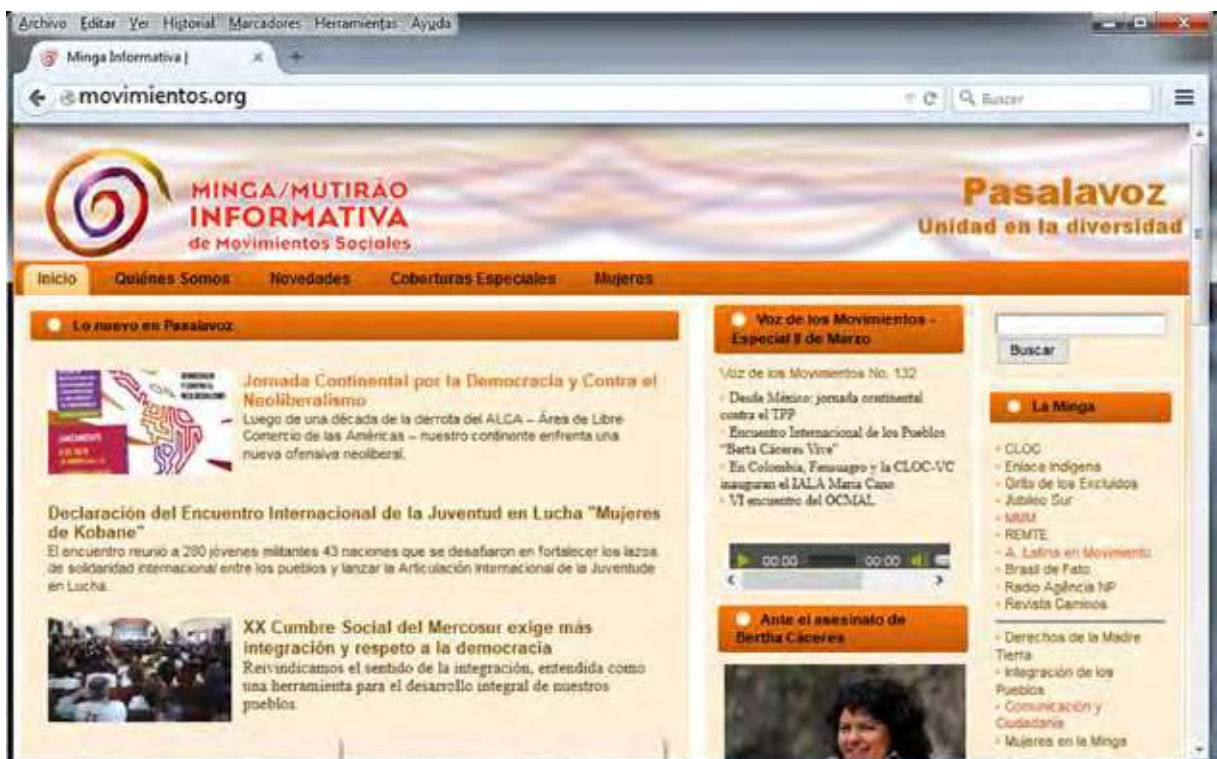 Archivo Editar Ver Historial Marcadores Herramientas Ayuda
Minga Informativa |
movimientos.org
Buscar
MINGA/MUTIRÃO
INFORMATIVA
de Movimientos Sociales
Pasalavoz
Unidad en la diversidad
Inicio Quiénes Somos Novedades Coberturas Especiales Mujeres
Lo nuevo en Pasalavoz
Jornada Continental por la Democracia y Contra el
Neoliberalismo
Luego de una década de la derrota del ALCA – Área de Libre
Comercio de las Américas – nuestro continente enfrenta una
nueva ofensiva neoliberal.
Declaración del Encuentro Internacional de la Juventud en Lucha "Mujeres
de Kobane"
El encuentro reunió a 280 jóvenes militantes 43 naciones que se desafiaron en fortalecer los lazos
de solidaridad internacional entre los pueblos y lanzar la Articulación Internacional de la Juventude
en Lucha.
XX Cumbre Social del Mercosur exige más
integración y respeto a la democracia
Reivindicamos el sentido de la integración, entendida como
una herramienta para el desarrollo integral de nuestros
pueblos
Voz de los Movimientos -
Especial 8 de Marzo
Voz de los Movimientos No. 132
Desde México: jornada continental
contra el TPP
Encuentro Internacional de los Pueblos
"Berta Cáceres Vive"
En Colombia, Fensuagro y la CLOC-VC
inauguran el IALA María Cano
VI encuentro del OCMAL
00:00 00:00
Ante el asesinato de
Bertha Cáceres
Buscar
La Minga
CLOC
Enlace Indígena
Grito de los Excluidos
Jubileo Sur
MMM
REMTE
A. Latina en Movimiento
Brasil de Fato
Radio Agência NP
Revista Caminos
Derechos de la Madre
Tierra
Integración de los
Pueblos
Comunicación y
Ciudadanía
Mujeres en la Minga